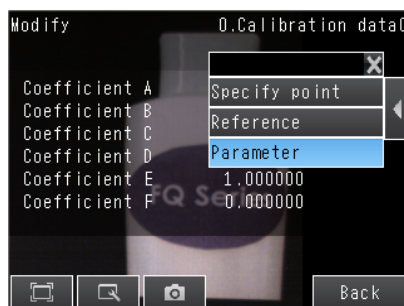 Modify 0.Calibration data0
Coefficient A
Specify point
Coefficient B
Reference
Coefficient C
Coefficient D
Parameter
Coefficient E 1.000000
Coefficient F 0.000000
FQ Series
Back